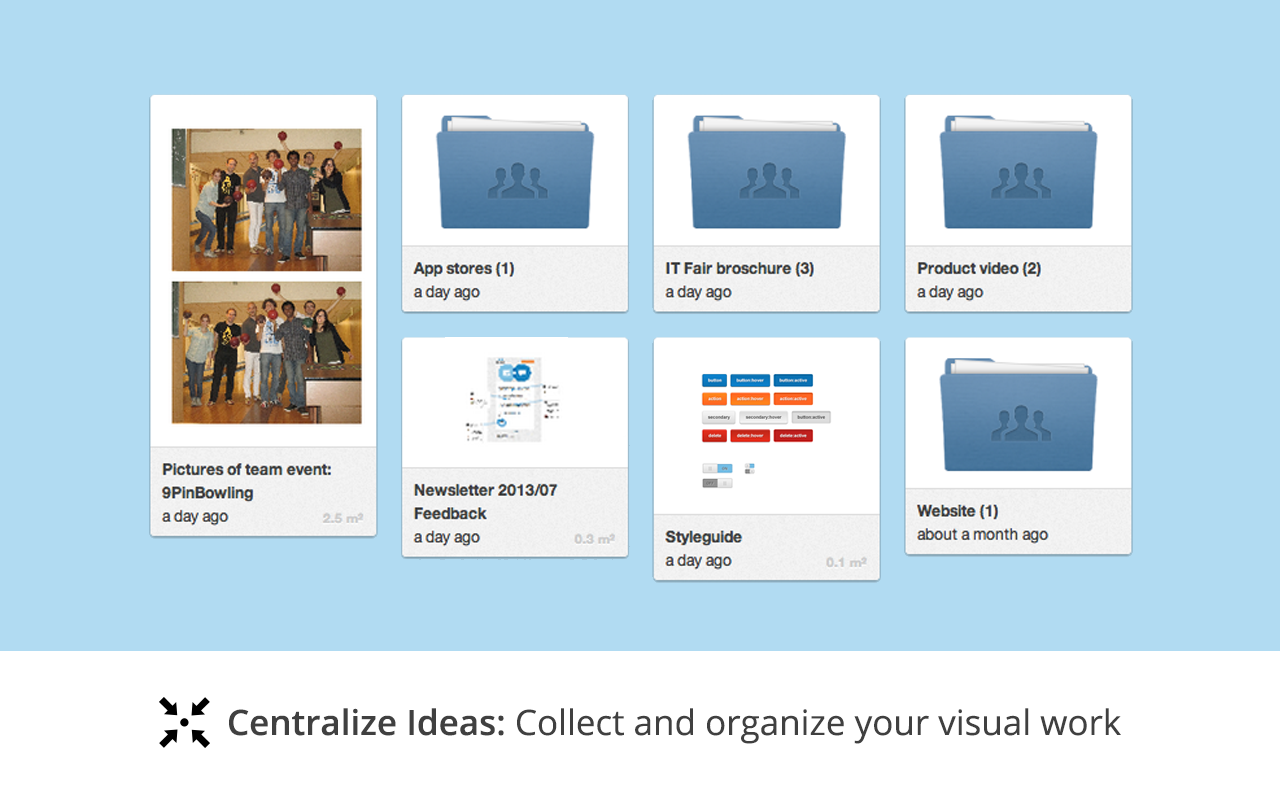 App stores (1)
a day ago
IT Fair broschure (3)
a day ago
Product video (2)
a day ago
Pictures of team event:
9PinBowling
a day ago
2.5 m²
Newsletter 2013/07
Feedback
a day ago
0.3 m²
button button:hover button:active
active active:hover active:active
secondary secondary:hover button:active
delete delete:hover delete:active
Styleguide
a day ago
0.1 m²
Website (1)
about a month ago
Centralize Ideas: Collect and organize your visual work